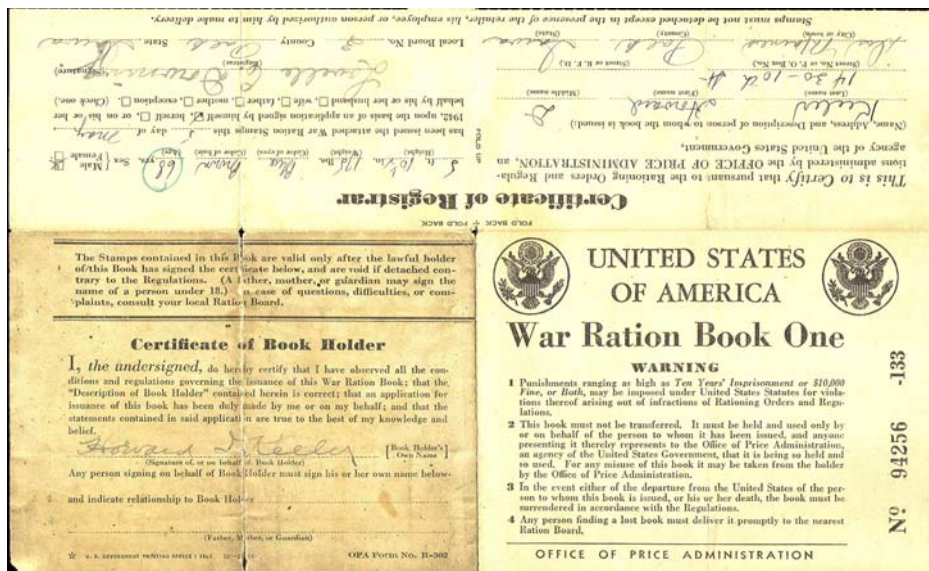 Certificate of Registrar
This is to Certify that pursuant to the Rationing Orders and Regula-
tions administered by the OFFICE OF PRICE ADMINISTRATION, an
agency of the United States Government,
(Name, Address, and Description of person to whom the book is issued:)
Howard D
(Last name) (First name) (Middle name)
1430-10th
(Street No. or P. O. Box No.) (Street or R. F. D.)
Des Moines Polk Iowa
(City or town) (County) (State)
5 ft. 10½ in. 175 lbs. Blue Brown 68 yrs. Sex Male
Female
(Height) (Weight) (Color of eyes) (Color of hair) (Age)
has been issued the attached War Ration Stamps this 5 day of May
1942, upon the basis of an application signed by himself , herself , or on his or her
behalf by his or her husband , wife , father , mother , exception . (Check one.)
(Signature)
(Registrar)
Local Board No. County Polk State Iowa
Stamps must not be detached except in the presence of the retailer, his employee, or person authorized by him to make delivery.
FOLD UP
FOLD BACK + FOLD BACK
The Stamps contained in this Book are valid only after the lawful holder
of this Book has signed the certificate below, and are void if detached con-
trary to the Regulations. (A father, mother, or guardian may sign the
name of a person under 18.) In case of questions, difficulties, or com-
plaints, consult your local Ration Board.
Certificate of Book Holder
I, the undersigned, do hereby certify that I have observed all the con-
ditions and regulations governing the issuance of this War Ration Book; that the
"Description of Book Holder" contained herein is correct; that an application for
issuance of this book has been duly made by me or on my behalf; and that the
statements contained in said application are true to the best of my knowledge and
belief.
Howard D [Book Holder's
Own Name]
(Signature of, or on behalf of, Book Holder)
Any person signing on behalf of Book Holder must sign his or her own name below
and indicate relationship to Book Holder
(Father, Mother, or Guardian)
☆ U. S. GOVERNMENT PRINTING OFFICE : 1942 OPA Form No. R-302
UNITED STATES
OF AMERICA
War Ration Book One
WARNING
1 Punishments ranging as high as Ten Years' Imprisonment or $10,000
Fine, or Both, may be imposed under United States Statutes for viola-
tions thereof arising out of infractions of Rationing Orders and Regu-
lations.
2 This book must not be transferred. It must be held and used only by
or on behalf of the person to whom it has been issued, and anyone
presenting it thereby represents to the Office of Price Administration,
an agency of the United States Government, that it is being so held and
so used. For any misuse of this book it may be taken from the holder
by the Office of Price Administration.
3 In the event either of the departure from the United States of the per-
son to whom this book is issued, or his or her death, the book must be
surrendered in accordance with the Regulations.
4 Any person finding a lost book must deliver it promptly to the nearest
Ration Board.
OFFICE OF PRICE ADMINISTRATION
Nº 94256 -133